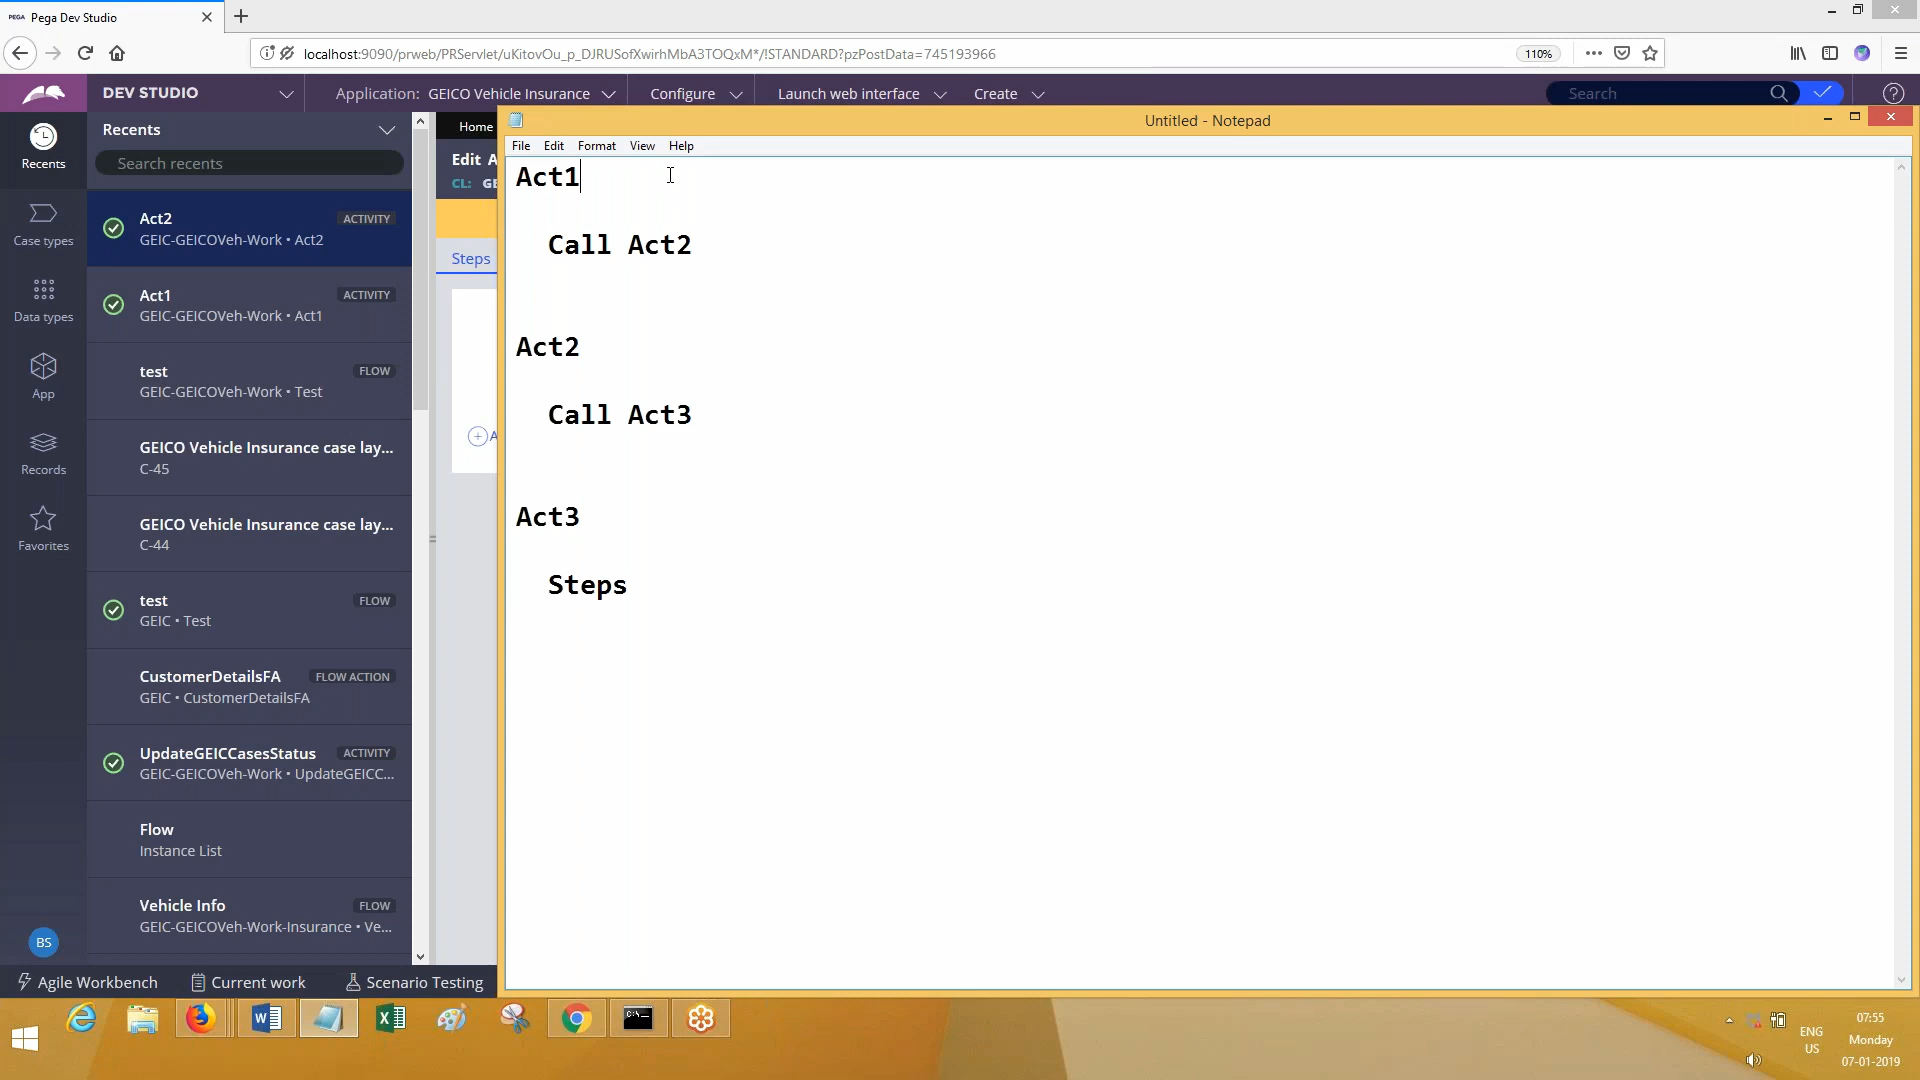 PEGA Pega Dev Studio
localhost:9090/prweb/PRServlet/uKitovOu_p_DJRUSofXwirhMbA3TOQxM*/!STANDARD?pzPostData=745193966
110%
DEV STUDIO
Application: GEICO Vehicle Insurance
Configure
Launch web interface
Create
Search
Untitled - Notepad
File Edit Format View Help
Act1
Call Act2
Act2
Call Act3
Act3
Steps
Recents
Case types
Data types
App
Records
Favorites
BS
Recents
Search recents
Act2 ACTIVITY
GEIC-GEICOVeh-Work • Act2
Act1 ACTIVITY
GEIC-GEICOVeh-Work • Act1
test FLOW
GEIC-GEICOVeh-Work • Test
GEICO Vehicle Insurance case lay...
C-45
GEICO Vehicle Insurance case lay...
C-44
test FLOW
GEIC • Test
CustomerDetailsFA FLOW ACTION
GEIC • CustomerDetailsFA
UpdateGEICCasesStatus ACTIVITY
GEIC-GEICOVeh-Work • UpdateGEICC...
Flow
Instance List
Vehicle Info FLOW
GEIC-GEICOVeh-Work-Insurance • Ve...
Home
Edit A
CL: GE
Steps
A
Agile Workbench
Current work
Scenario Testing
ENG
US
07:55
Monday
07-01-2019